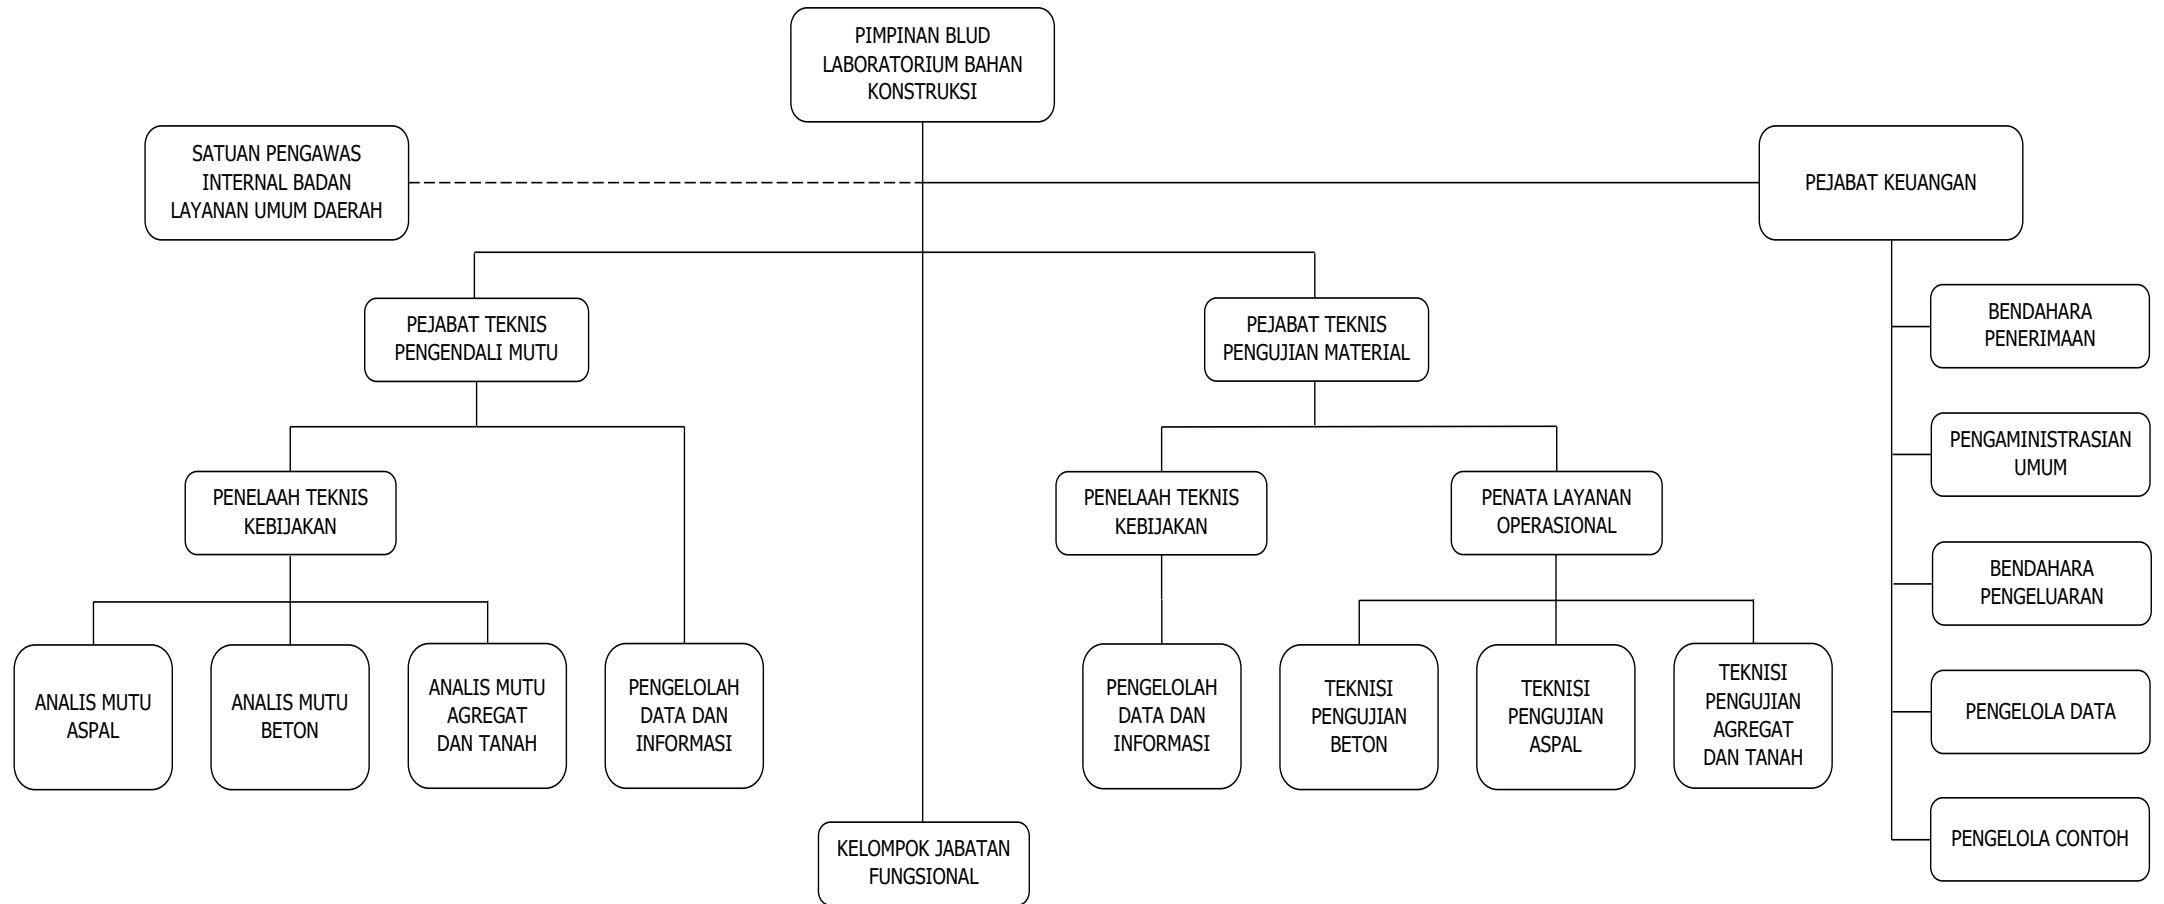 PIMPINAN BLUD
LABORATORIUM BAHAN
KONSTRUKSI
SATUAN PENGAWAS
INTERNAL BADAN
LAYANAN UMUM DAERAH
PEJABAT KEUANGAN
PEJABAT TEKNIS
PENGENDALI MUTU
PEJABAT TEKNIS
PENGUJIAN MATERIAL
PENELAAH TEKNIS
KEBIJAKAN
PENELAAH TEKNIS
KEBIJAKAN
PENATA LAYANAN
OPERASIONAL
ANALIS MUTU
ASPAL
ANALIS MUTU
BETON
ANALIS MUTU
AGREGAT
DAN TANAH
PENGELOLAH
DATA DAN
INFORMASI
PENGELOLAH
DATA DAN
INFORMASI
TEKNISI
PENGUJIAN
BETON
TEKNISI
PENGUJIAN
ASPAL
TEKNISI
PENGUJIAN
AGREGAT
DAN TANAH
BENDAHARA
PENERIMAAN
PENGAMINISTRASIAN
UMUM
BENDAHARA
PENGELUARAN
PENGELOLA DATA
PENGELOLA CONTOH
KELOMPOK JABATAN
FUNGSIONAL